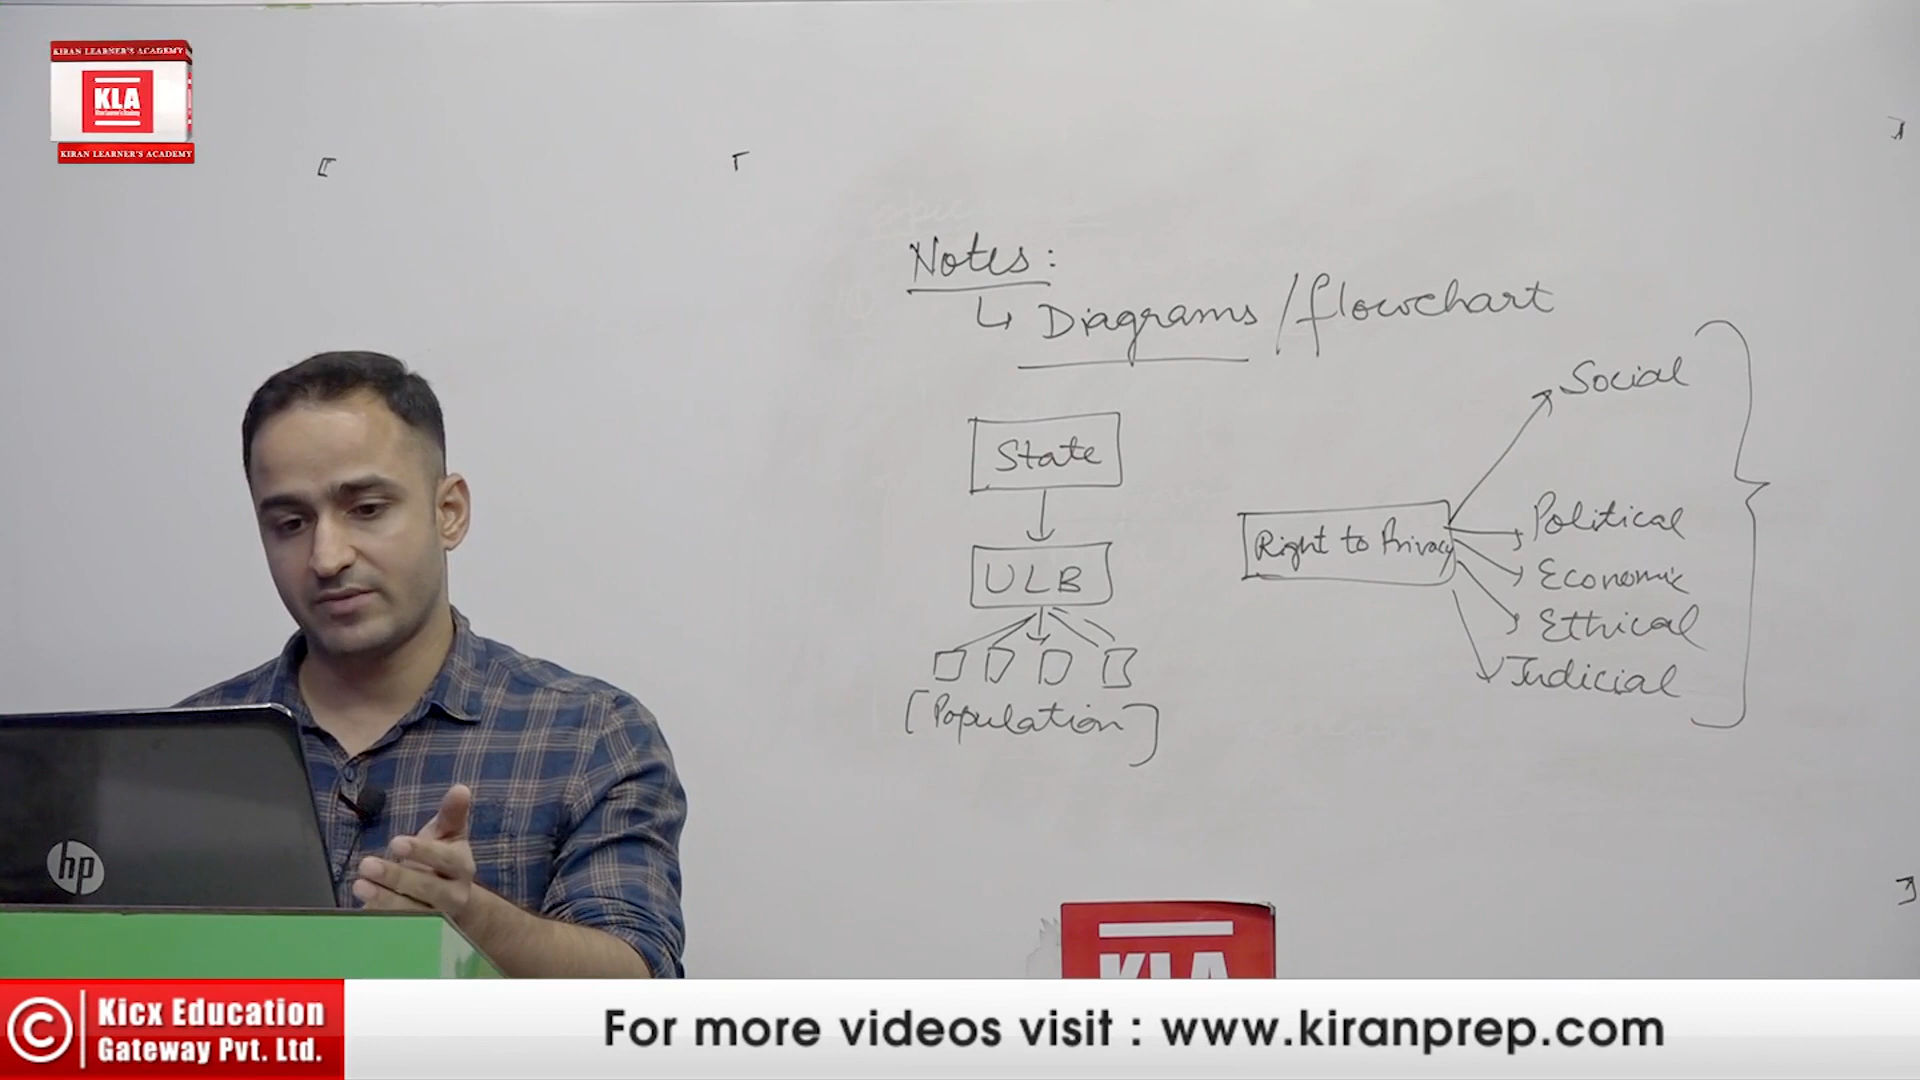 KIRAN LEARNER'S ACADEMY
KLA
KIRAN LEARNER'S ACADEMY
Notes:
↳ Diagrams / flowchart
State
ULB
[Population]
Right to Privacy
Social
Political
Economic
Ethical
Judicial
hp
KLA
© Kicx Education
Gateway Pvt. Ltd.
For more videos visit : www.kiranprep.com